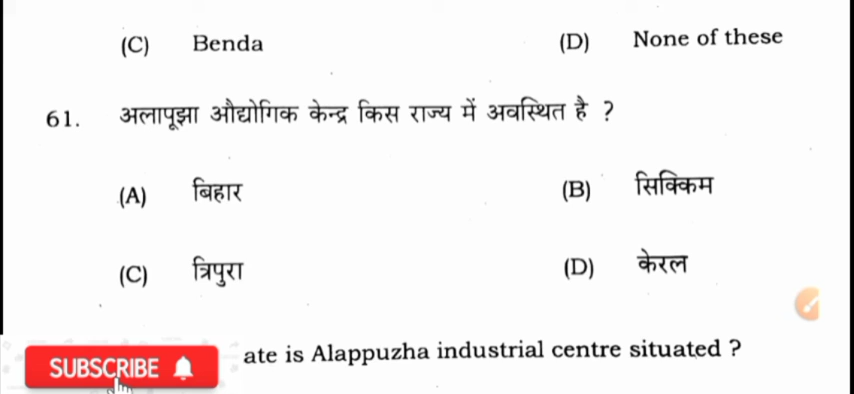 (C) Benda (D) None of these
61. अलापूझा औद्योगिक केन्द्र किस राज्य में अवस्थित है ?
(A) बिहार (B) सिक्किम
(C) त्रिपुरा (D) केरल
ate is Alappuzha industrial centre situated ?
SUBSCRIBE